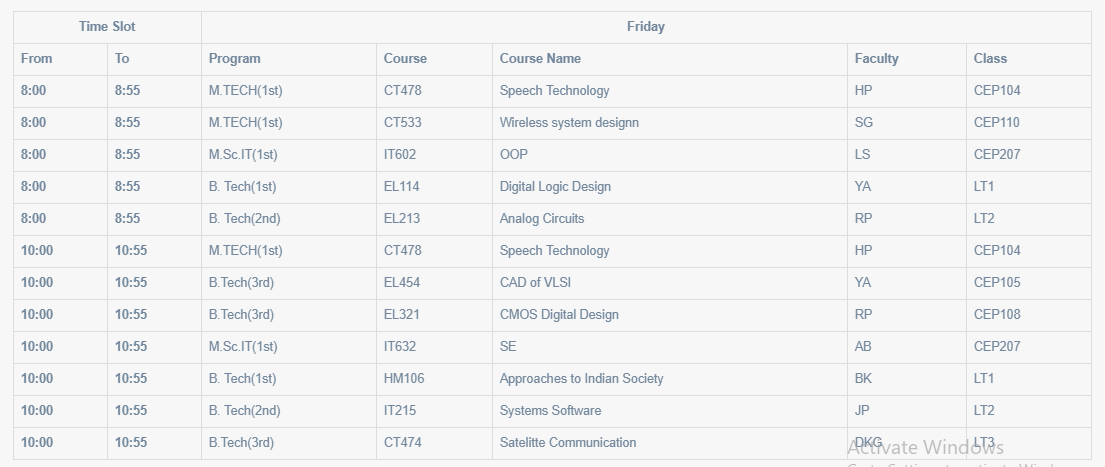 Time Slot Friday
From To Program Course Course Name Faculty Class
8:00 8:55 M.TECH(1st) CT478 Speech Technology HP CEP104
8:00 8:55 M.TECH(1st) CT533 Wireless system designn SG CEP110
8:00 8:55 M.Sc.IT(1st) IT602 OOP LS CEP207
8:00 8:55 B. Tech(1st) EL114 Digital Logic Design YA LT1
8:00 8:55 B. Tech(2nd) EL213 Analog Circuits RP LT2
10:00 10:55 M.TECH(1st) CT478 Speech Technology HP CEP104
10:00 10:55 B.Tech(3rd) EL454 CAD of VLSI YA CEP105
10:00 10:55 B.Tech(3rd) EL321 CMOS Digital Design RP CEP108
10:00 10:55 M.Sc.IT(1st) IT632 SE AB CEP207
10:00 10:55 B. Tech(1st) HM106 Approaches to Indian Society BK LT1
10:00 10:55 B. Tech(2nd) IT215 Systems Software JP LT2
10:00 10:55 B.Tech(3rd) CT474 Satelitte Communication DKG LT3
Activate Windows